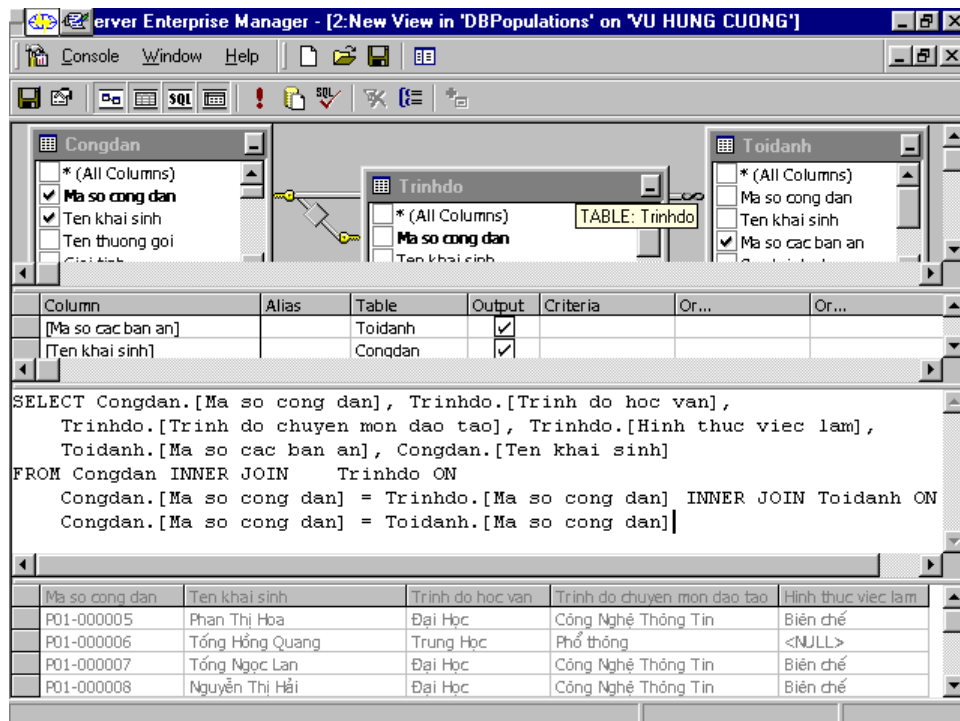 erver Enterprise Manager - [2:New View in 'DBPopulations' on 'VU HUNG CUONG']
Console Window Help
SQL SQL
Congdan
* (All Columns)
Ma so cong dan
Ten khai sinh
Ten thuong goi
Trinhdo
* (All Columns)
Ma so cong dan
Ten khai sinh
TABLE: Trinhdo
Toidanh
* (All Columns)
Ma so cong dan
Ten khai sinh
Ma so cac ban an
Column Alias Table Output Criteria Or... Or...
[Ma so cac ban an] Toidanh
[Ten khai sinh] Congdan
SELECT Congdan.[Ma so cong dan], Trinhdo.[Trinh do hoc van],
Trinhdo.[Trinh do chuyen mon dao tao], Trinhdo.[Hinh thuc viec lam],
Toidanh.[Ma so cac ban an], Congdan.[Ten khai sinh]
FROM Congdan INNER JOIN Trinhdo ON
Congdan.[Ma so cong dan] = Trinhdo.[Ma so cong dan] INNER JOIN Toidanh ON
Congdan.[Ma so cong dan] = Toidanh.[Ma so cong dan]
Ma so cong dan Ten khai sinh Trinh do hoc van Trinh do chuyen mon dao tao Hinh thuc viec lam
P01-000005 Phan Thị Hoa Đại Học Công Nghệ Thông Tin Biên chế
P01-000006 Tống Hồng Quang Trung Học Phổ thông <NULL>
P01-000007 Tống Ngọc Lan Đại Học Công Nghệ Thông Tin Biên chế
P01-000008 Nguyễn Thị Hải Đại Học Công Nghệ Thông Tin Biên chế